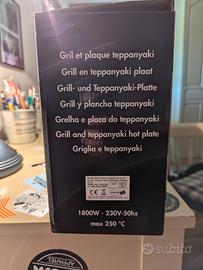 Gril et plaque teppanyaki
Grill en teppanyaki plaat
Grill- und Teppanyaki-Platte
Grill y plancha teppanyaki
Grelha e placa do teppanyaki
Grill and teppanyaki hot plate
Griglia e teppanyaki
1800W - 230V-50hz
max 250 °C
APPAREL
subito